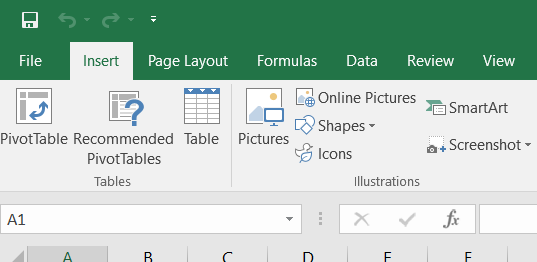 File Insert Page Layout Formulas Data Review View
PivotTable
Recommended
PivotTables
Table
Pictures
Online Pictures
Shapes
Icons
SmartArt
Screenshot
Tables
Illustrations
A1
fx
A B C D E F